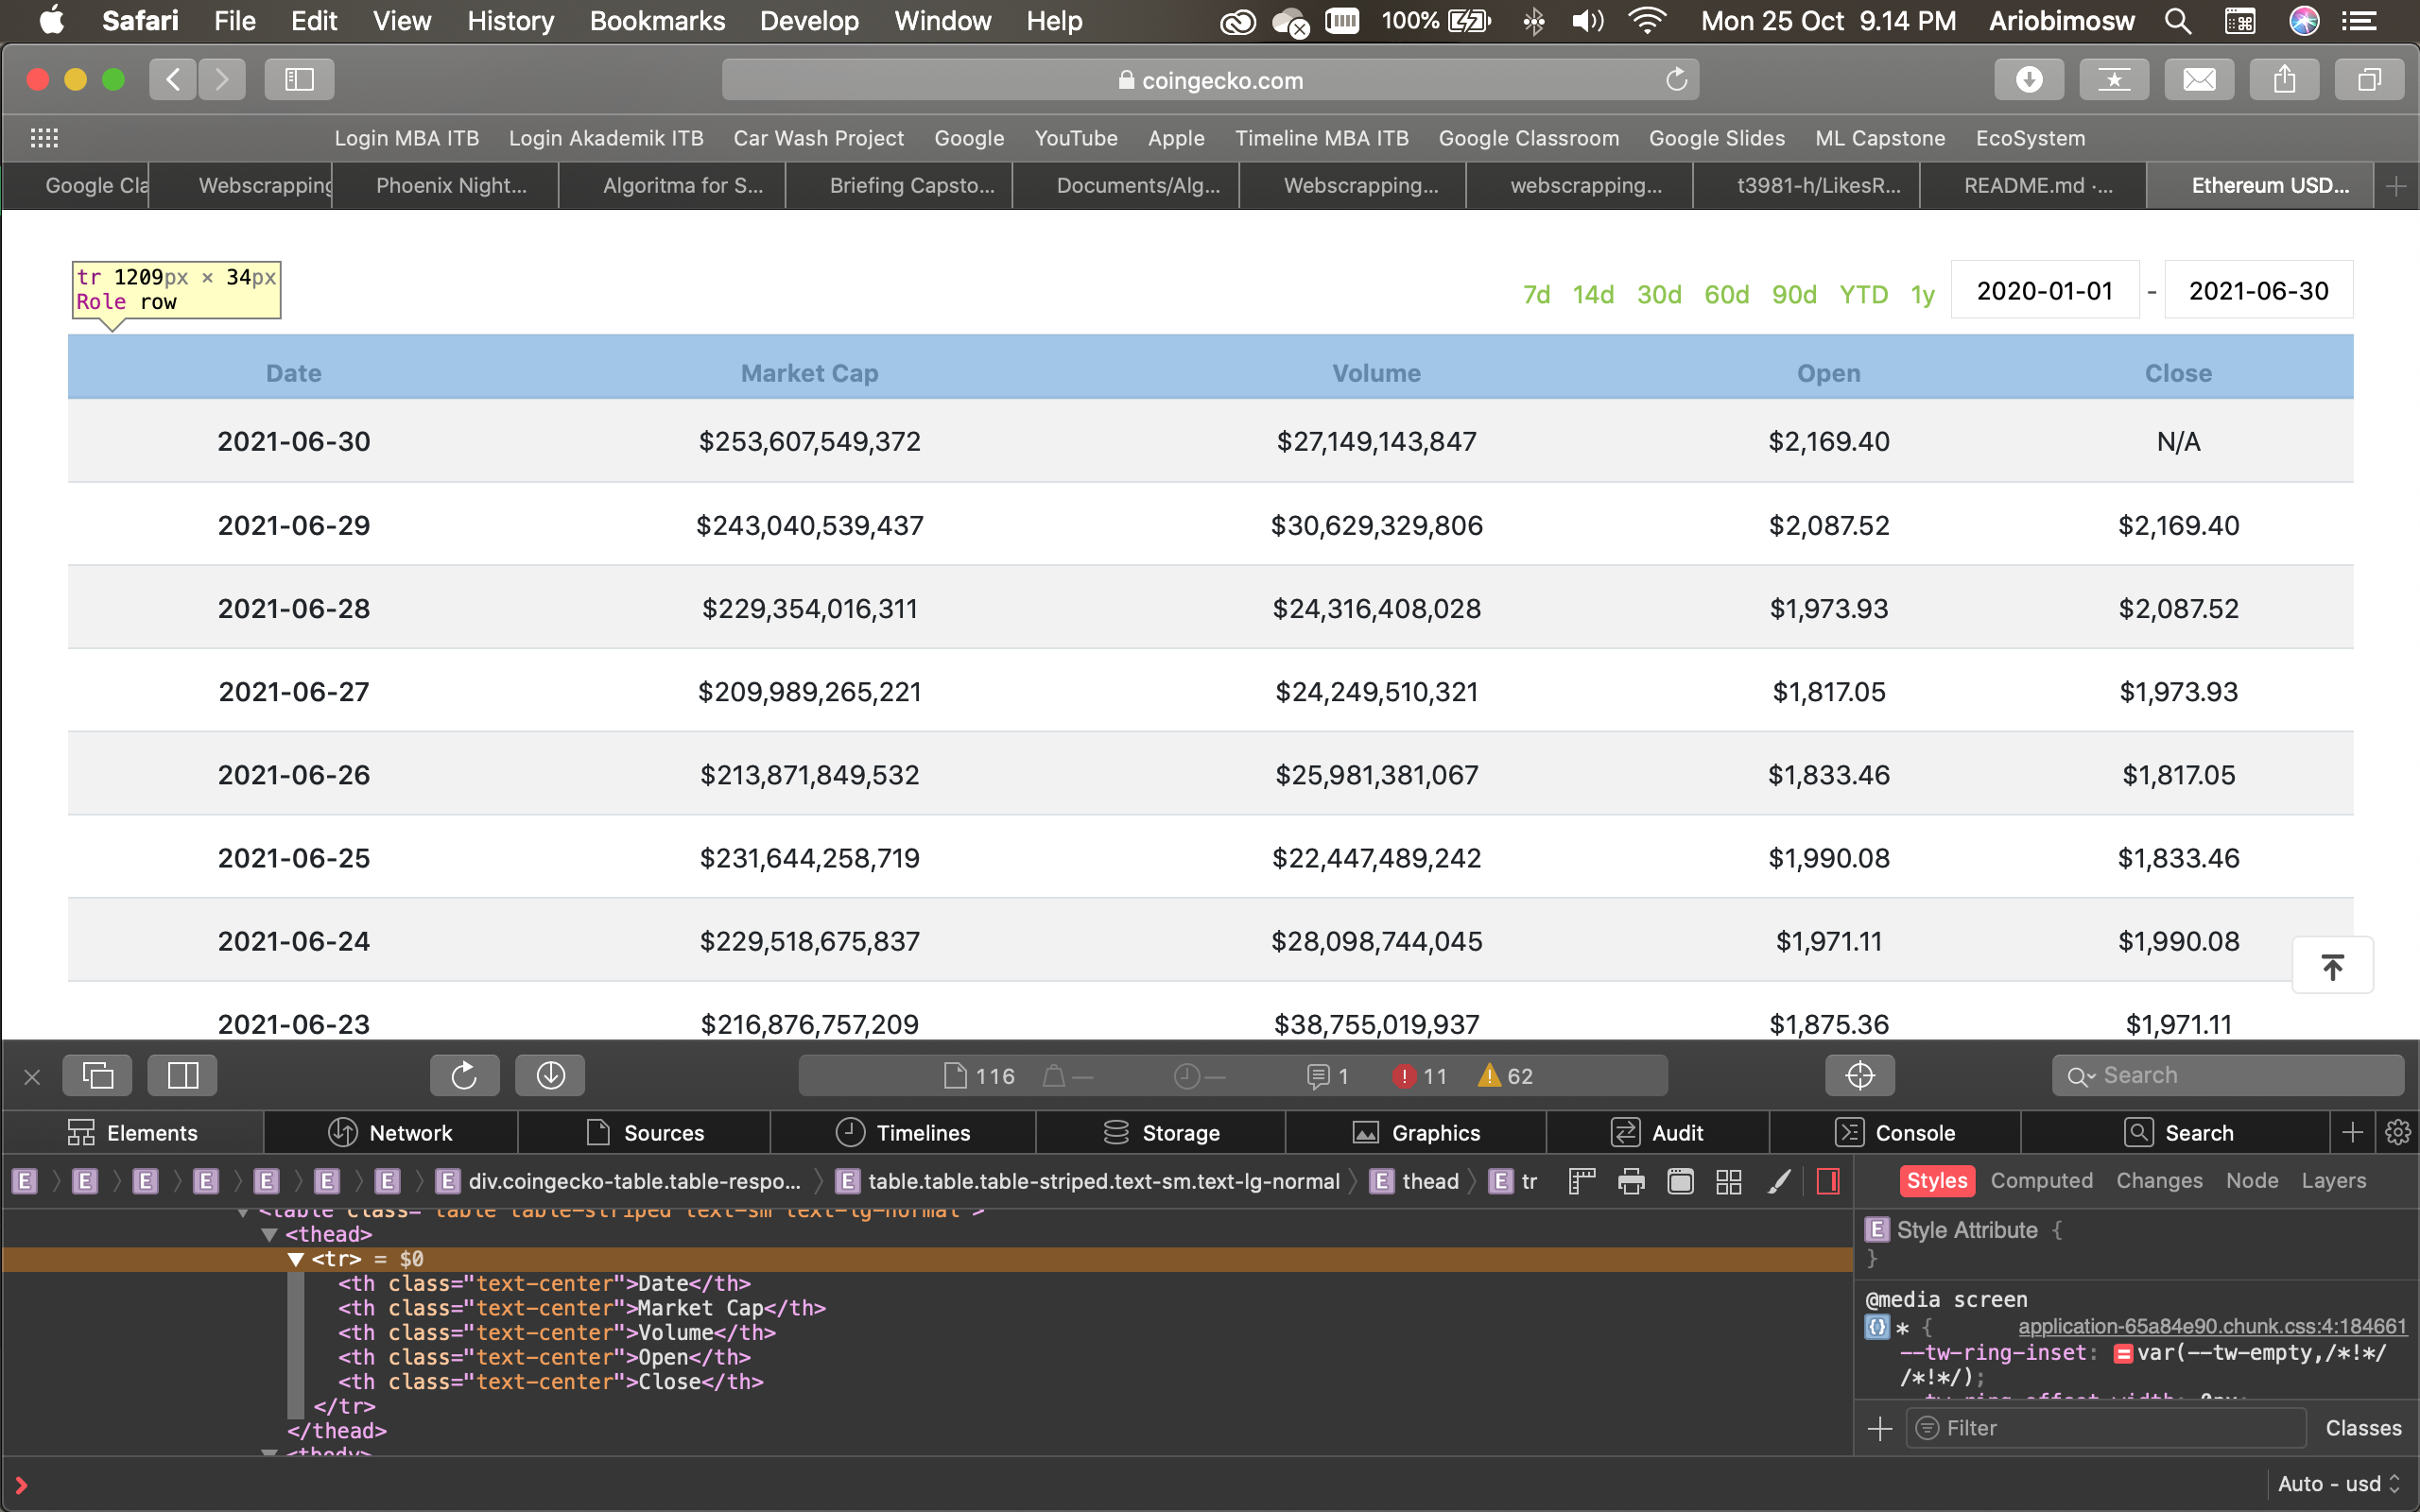 Safari File Edit View History Bookmarks Develop Window Help 100% Mon 25 Oct 9.14 PM Ariobimosw
coingecko.com
Login MBA ITB Login Akademik ITB Car Wash Project Google YouTube Apple Timeline MBA ITB Google Classroom Google Slides ML Capstone EcoSystem
Google Cla Webscrapping Phoenix Night... Algoritma for S... Briefing Capsto... Documents/Alg... Webscrapping... webscrapping... t3981-h/LikesR... README.md ·... Ethereum USD...
tr 1209px × 34px
Role row
7d 14d 30d 60d 90d YTD 1y 2020-01-01 - 2021-06-30
Date Market Cap Volume Open Close
2021-06-30 $253,607,549,372 $27,149,143,847 $2,169.40 N/A
2021-06-29 $243,040,539,437 $30,629,329,806 $2,087.52 $2,169.40
2021-06-28 $229,354,016,311 $24,316,408,028 $1,973.93 $2,087.52
2021-06-27 $209,989,265,221 $24,249,510,321 $1,817.05 $1,973.93
2021-06-26 $213,871,849,532 $25,981,381,067 $1,833.46 $1,817.05
2021-06-25 $231,644,258,719 $22,447,489,242 $1,990.08 $1,833.46
2021-06-24 $229,518,675,837 $28,098,744,045 $1,971.11 $1,990.08
2021-06-23 $216,876,757,209 $38,755,019,937 $1,875.36 $1,971.11
116 — — 1 11 62 Search
Elements Network Sources Timelines Storage Graphics Audit Console Search
E E E E E E E E div.coingecko-table.table-respo... E table.table.table-striped.text-sm.text-lg-normal E thead E tr Styles Computed Changes Node Layers
<table class="table table-striped text-sm text-lg-normal">
<thead>
<tr> = $0
<th class="text-center">Date</th>
<th class="text-center">Market Cap</th>
<th class="text-center">Volume</th>
<th class="text-center">Open</th>
<th class="text-center">Close</th>
</tr>
</thead>
<tbody>
E Style Attribute {
}
@media screen
* { application-65a84e90.chunk.css:4:184661
--tw-ring-inset: var(--tw-empty,/*!*/
/*!*/);
--tw-ring-offset-width: 0px;
Filter Classes
Auto - usd